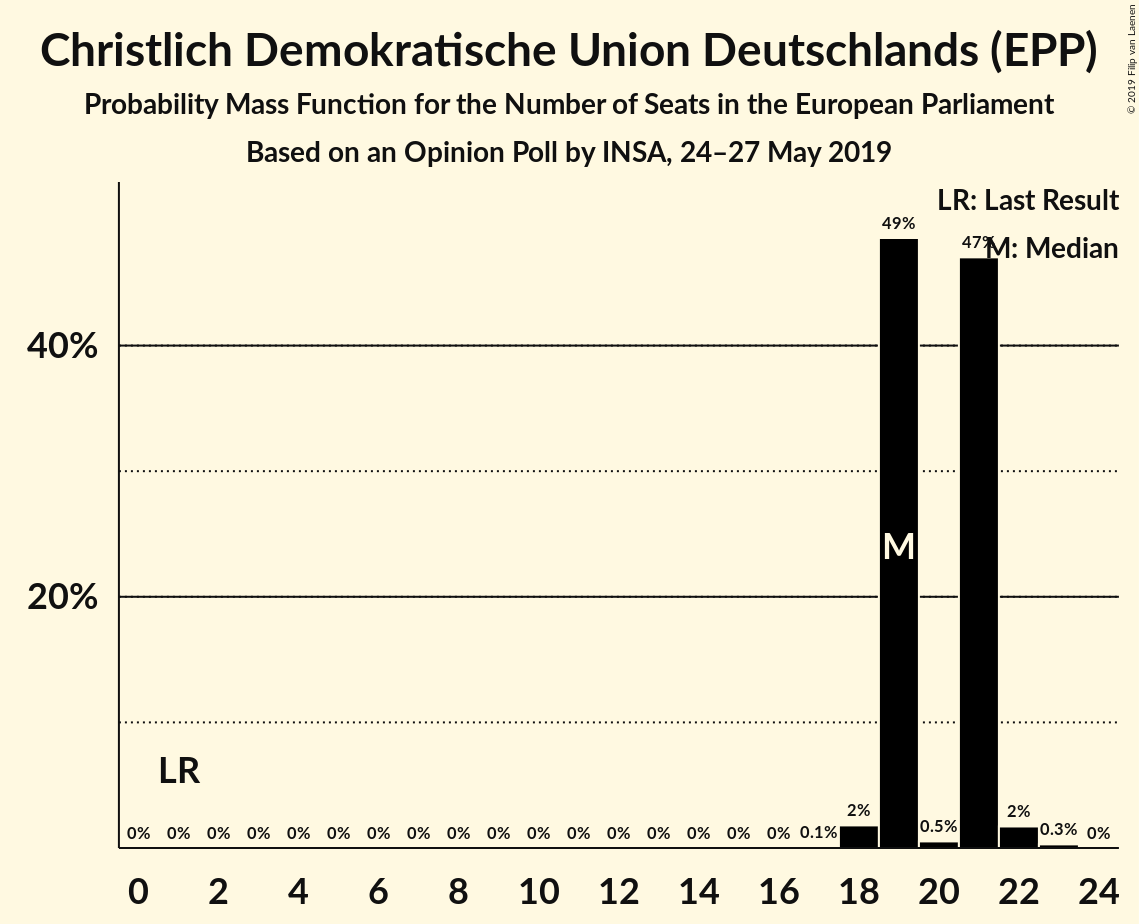 Christlich Demokratische Union Deutschlands (EPP)
Probability Mass Function for the Number of Seats in the European Parliament
Based on an Opinion Poll by INSA, 24–27 May 2019
© 2019 Filip van Laenen
LR: Last Result
M: Median
49%
47%
40%
M
20%
LR
0% 0% 0% 0% 0% 0% 0% 0% 0% 0% 0% 0% 0% 0% 0% 0% 0% 0.1% 2% 0.5% 2% 0.3% 0%
0 2 4 6 8 10 12 14 16 18 20 22 24